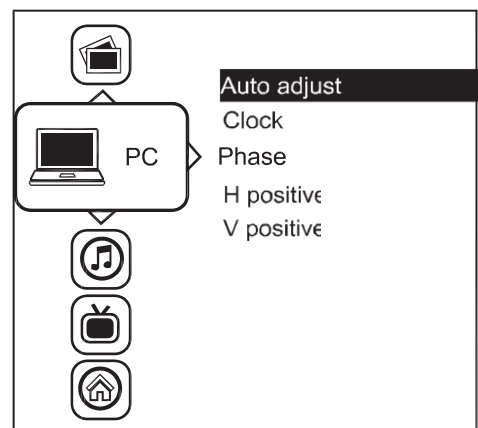 PC
Auto adjust
Clock
Phase
H positive
V positive